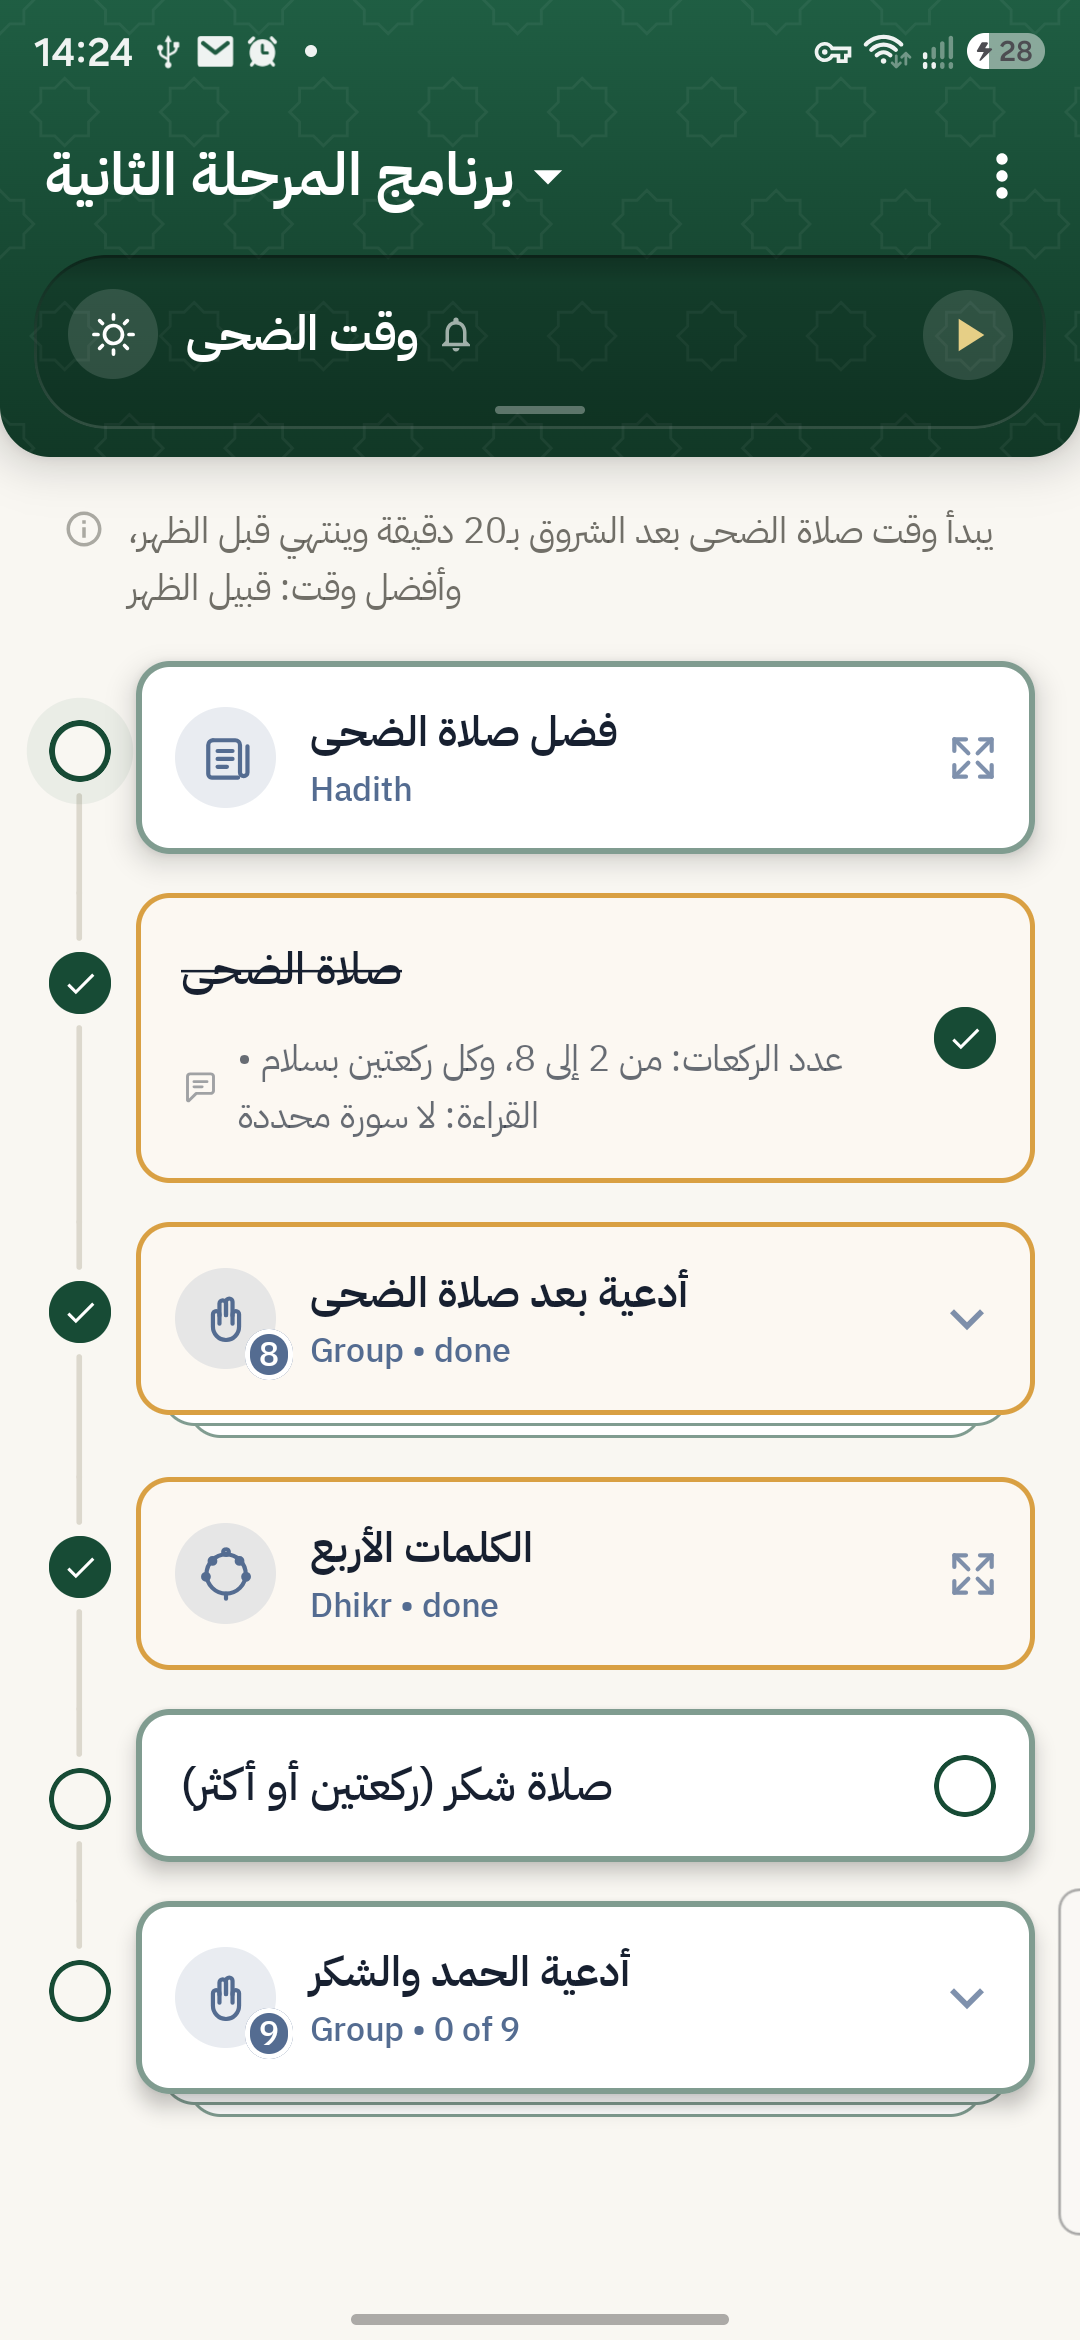 14:24
28
برنامج المرحلة الثانية
وقت الضحى
يبدأ وقت صلاة الضحى بعد الشروق بـ20 دقيقة وينتهي قبل الظهر،
وأفضل وقت: قبيل الظهر
فضل صلاة الضحى
Hadith
صلاة الضحى
عدد الركعات: من 2 إلى 8، وكل ركعتين بسلام •
القراءة: لا سورة محددة
أدعية بعد صلاة الضحى
8
Group • done
الكلمات الأربع
Dhikr • done
صلاة شكر (ركعتين أو أكثر)
أدعية الحمد والشكر
9
Group • 0 of 9